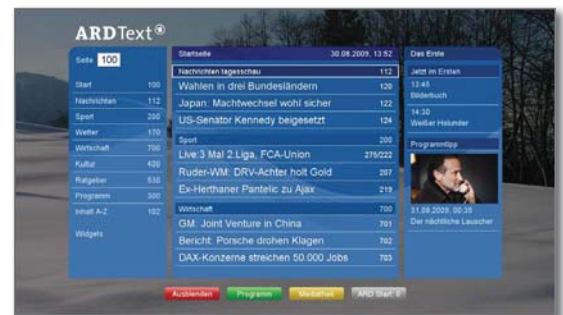 ARDText
Seite 100
Start 100
Nachrichten 112
Sport 200
Wetter 170
Wirtschaft 700
Kultur 400
Ratgeber 530
Programm 300
Inhalt A-Z 102
Widgets
Startseite 30.08.2009, 13:52
Nachrichten tagesschau 112
Wahlen in drei Bundesländern 120
Japan: Machtwechsel wohl sicher 122
US-Senator Kennedy beigesetzt 124
Sport 200
Live:3 Mal 2.Liga, FCA-Union 275/222
Ruder-WM: DRV-Achter holt Gold 207
Ex-Herthaner Pantelic zu Ajax 219
Wirtschaft 700
GM: Joint Venture in China 701
Bericht: Porsche drohen Klagen 702
DAX-Konzerne streichen 50.000 Jobs 703
Das Erste
Jetzt im Ersten
13:45
Bilderbuch
14:30
Weißer Holunder
Programmtipp
31.08.2009, 00:35
Der nächtliche Lauscher
Ausblenden Programm Mediathek ARD Start: 0